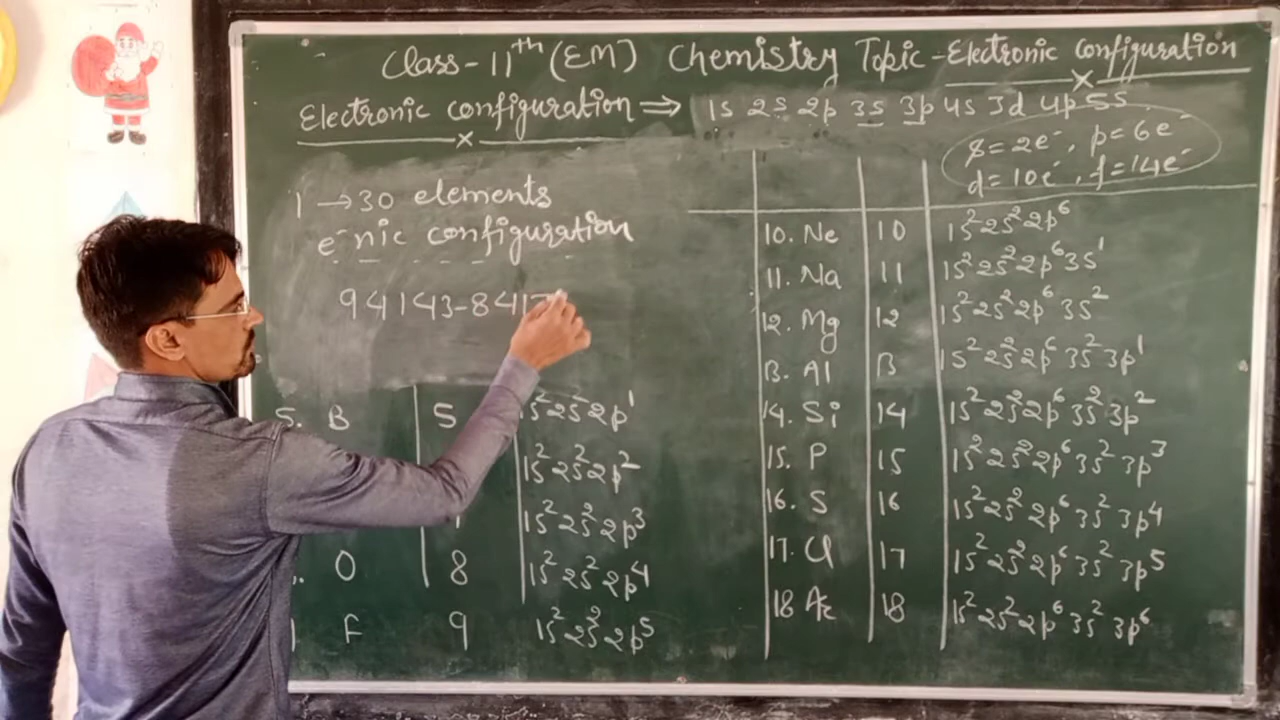 Class-11th (EM) Chemistry Topic-Electronic Configuration
Electronic configuration ⇒ 1s 2s 2p 3s 3p 4s 3d 4p 5s
s=2e⁻, p=6e⁻
d=10e⁻, f=14e⁻
1 → 30 elements
e⁻nic configuration
94143-841
5. B 5 1s² 2s² 2p¹
1s² 2s² 2p²
1s² 2s² 2p³
O 8 1s² 2s² 2p⁴
F 9 1s² 2s² 2p⁵
10. Ne 10 1s² 2s² 2p⁶
11. Na 11 1s² 2s² 2p⁶ 3s¹
12. Mg 12 1s² 2s² 2p⁶ 3s²
13. Al 13 1s² 2s² 2p⁶ 3s² 3p¹
14. Si 14 1s² 2s² 2p⁶ 3s² 3p²
15. P 15 1s² 2s² 2p⁶ 3s² 3p³
16. S 16 1s² 2s² 2p⁶ 3s² 3p⁴
17. Cl 17 1s² 2s² 2p⁶ 3s² 3p⁵
18 Ar 18 1s² 2s² 2p⁶ 3s² 3p⁶